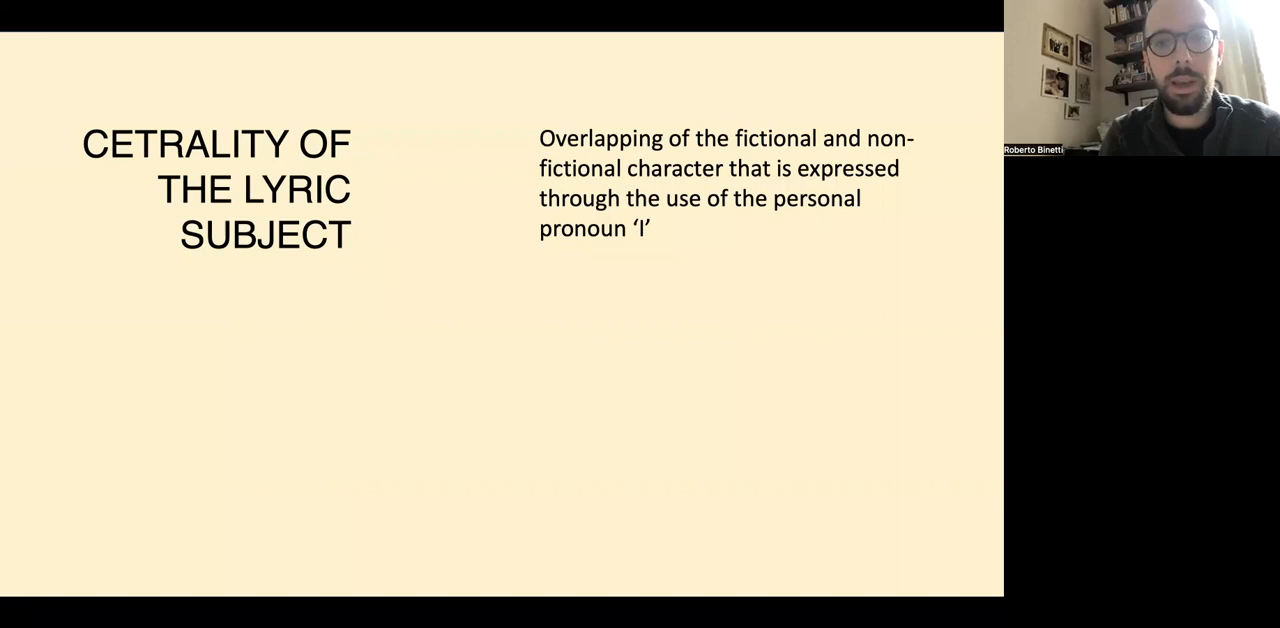 CETRALITY OF
THE LYRIC
SUBJECT
Overlapping of the fictional and non-
fictional character that is expressed
through the use of the personal
pronoun ‘I’
Roberto Binetti